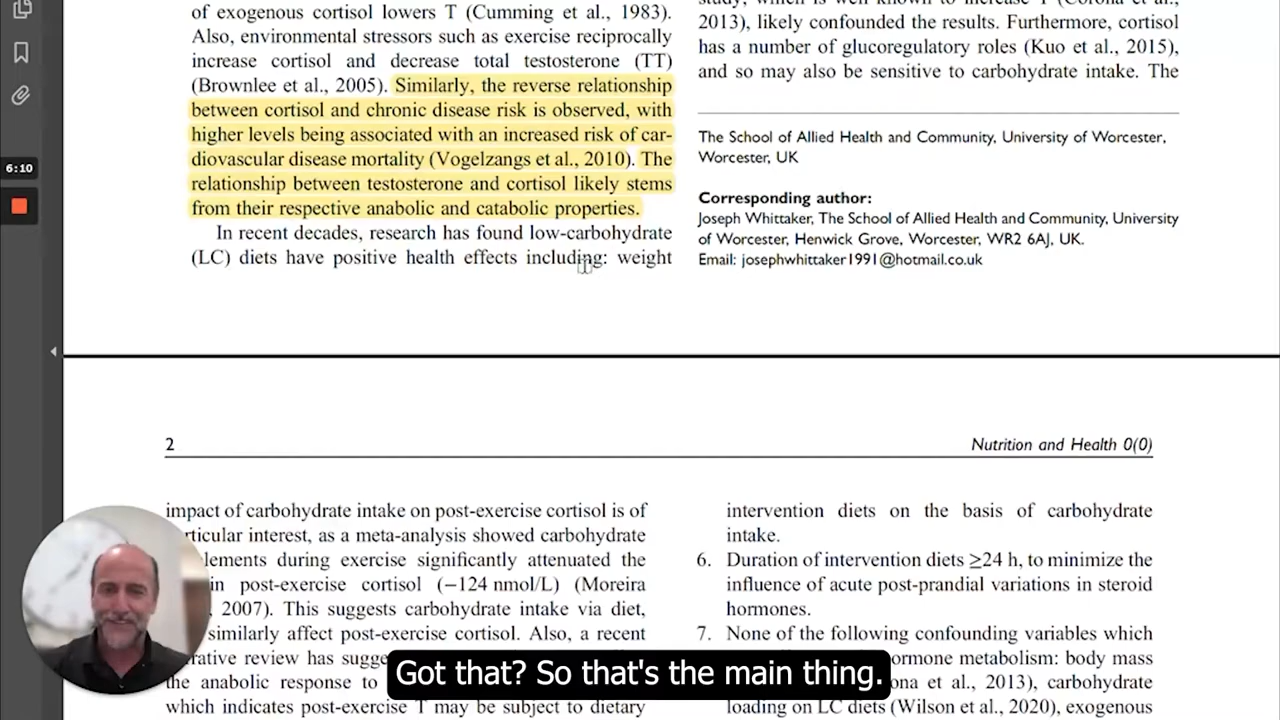 of exogenous cortisol lowers T (Cumming et al., 1983).
Also, environmental stressors such as exercise reciprocally
increase cortisol and decrease total testosterone (TT)
(Brownlee et al., 2005). Similarly, the reverse relationship
between cortisol and chronic disease risk is observed, with
higher levels being associated with an increased risk of car-
diovascular disease mortality (Vogelzangs et al., 2010). The
relationship between testosterone and cortisol likely stems
from their respective anabolic and catabolic properties.
In recent decades, research has found low-carbohydrate
(LC) diets have positive health effects including: weight
2013), likely confounded the results. Furthermore, cortisol
has a number of glucoregulatory roles (Kuo et al., 2015),
and so may also be sensitive to carbohydrate intake. The
The School of Allied Health and Community, University of Worcester,
Worcester, UK
Corresponding author:
Joseph Whittaker, The School of Allied Health and Community, University
of Worcester, Henwick Grove, Worcester, WR2 6AJ, UK.
Email: josephwhittaker1991@hotmail.co.uk
6:10
2
Nutrition and Health 0(0)
impact of carbohydrate intake on post-exercise cortisol is of
interest, as a meta-analysis showed carbohydrate
during exercise significantly attenuated the
in post-exercise cortisol (−124 nmol/L) (Moreira
2007). This suggests carbohydrate intake via diet,
similarly affect post-exercise cortisol. Also, a recent
review has
the anabolic response to
which indicates post-exercise T may be subject to dietary
intervention diets on the basis of carbohydrate
intake.
6. Duration of intervention diets ≥24 h, to minimize the
influence of acute post-prandial variations in steroid
hormones.
7. None of the following confounding variables which
hormone metabolism: body mass
et al., 2013), carbohydrate
loading on LC diets (Wilson et al., 2020), exogenous
Got that? So that's the main thing.